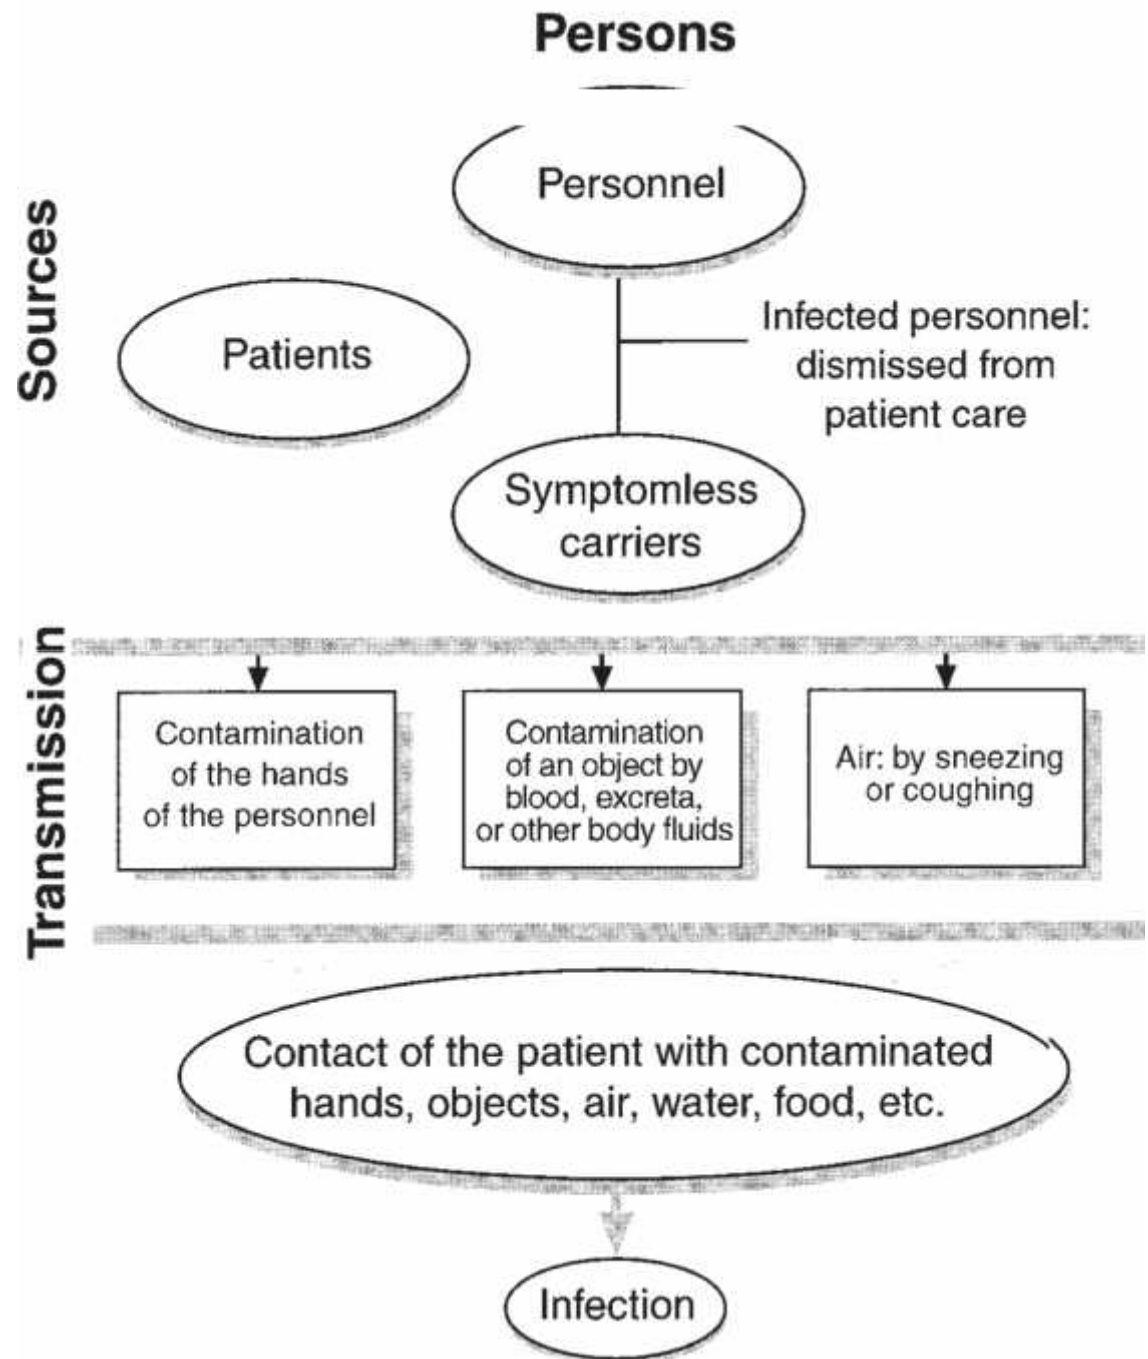 Persons
Sources
Personnel
Patients
Infected personnel:
dismissed from
patient care
Symptomless
carriers
Transmission
Contamination
of the hands
of the personnel
Contamination
of an object by
blood, excreta,
or other body fluids
Air: by sneezing
or coughing
Contact of the patient with contaminated
hands, objects, air, water, food, etc.
Infection